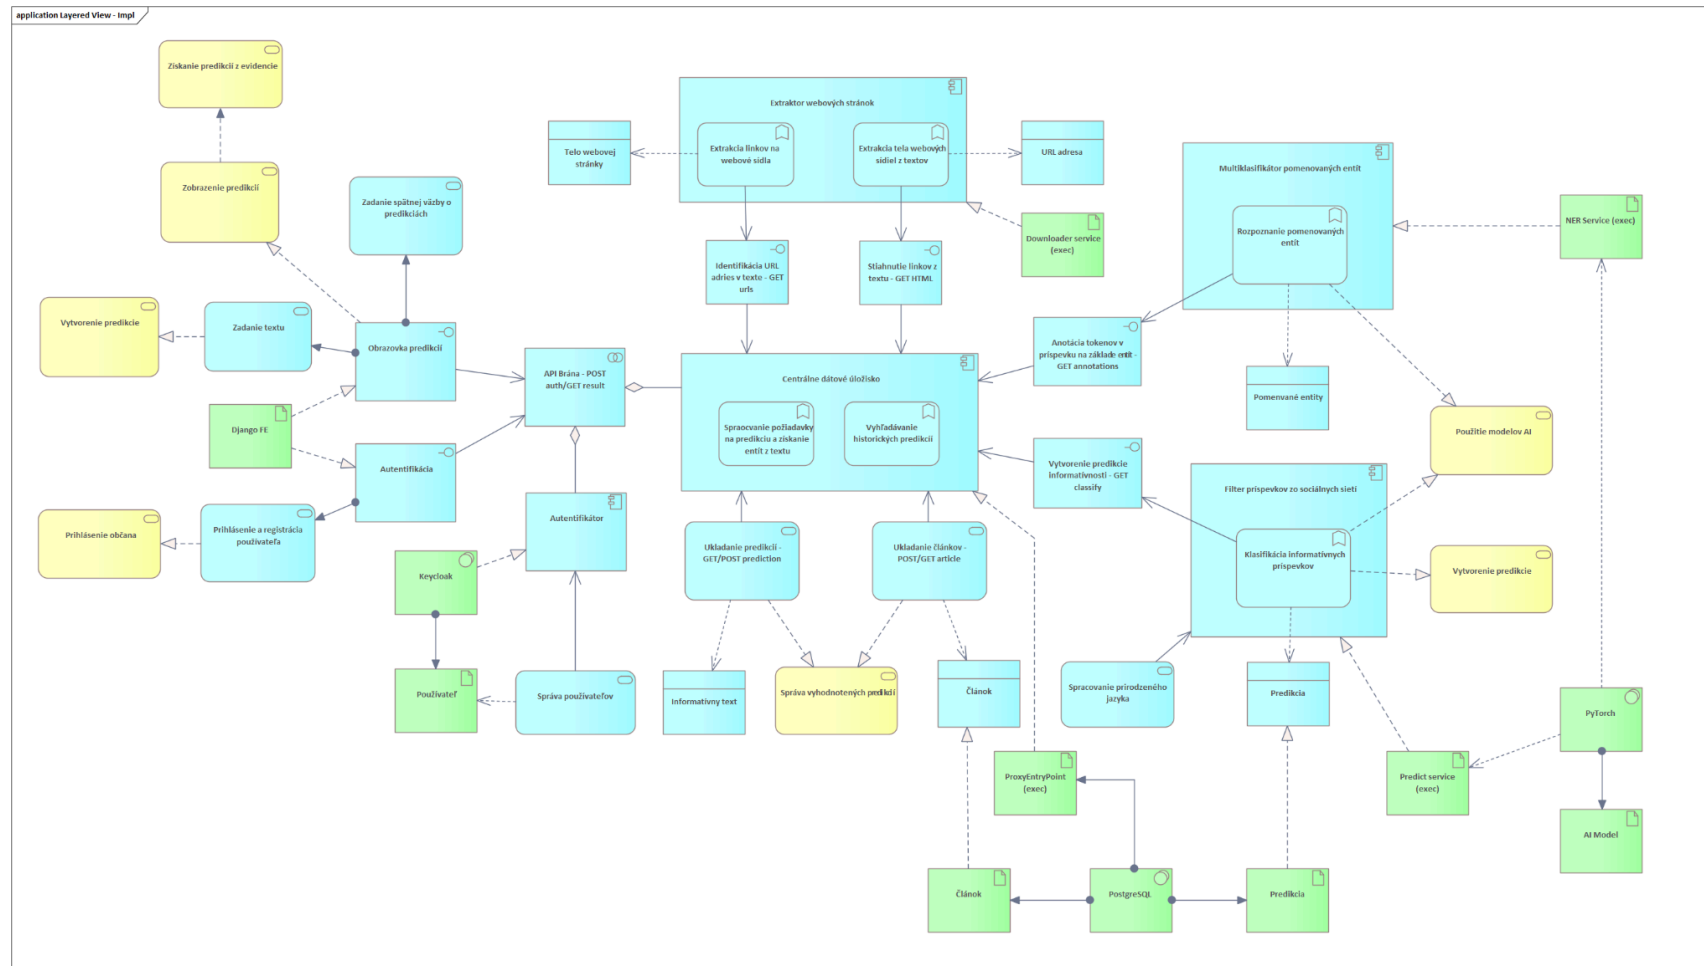 application Layered View - Impl
Získanie predikcií z evidencie
Zobrazenie predikcií
Zadanie spätnej väzby o
predikciách
Vytvorenie predikcie
Zadanie textu
Obrazovka predikcií
Django FE
Autentifikácia
Prihlásenie občana
Prihlásenie a registrácia
používateľa
API Brána - POST
auth/GET result
Autentifikátor
Keycloak
Používateľ
Správa používateľov
Extraktor webových stránok
Extrakcia linkov na
webové sídla
Extrakcia tela webových
sídiel z textov
Telo webovej
stránky
URL adresa
Downloader service
(exec)
Identifikácia URL
adries v texte - GET
urls
Stiahnutie linkov z
textu - GET HTML
Centrálne dátové úložisko
Spraocvanie požiadavky
na predikciu a získanie
entít z textu
Vyhľadávanie
historických predikcií
Ukladanie predikcií -
GET/POST prediction
Ukladanie článkov -
POST/GET article
Informatívny text
Správa vyhodnotených predikcií
Článok
Multiklasifikátor pomenovaných entít
Rozpoznanie pomenovaných
entít
NER Service (exec)
Anotácia tokenov v
príspevku na základe entít -
GET annotations
Pomenvané entity
Použitie modelov AI
Vytvorenie predikcie
informatívnosti - GET
classify
Filter príspevkov zo sociálnych sietí
Klasifikácia informatívnych
príspevkov
Vytvorenie predikcie
Spracovanie prirodzeného
jazyka
Predikcia
PyTorch
ProxyEntryPoint
(exec)
Predict service
(exec)
AI Model
Článok
PostgreSQL
Predikcia